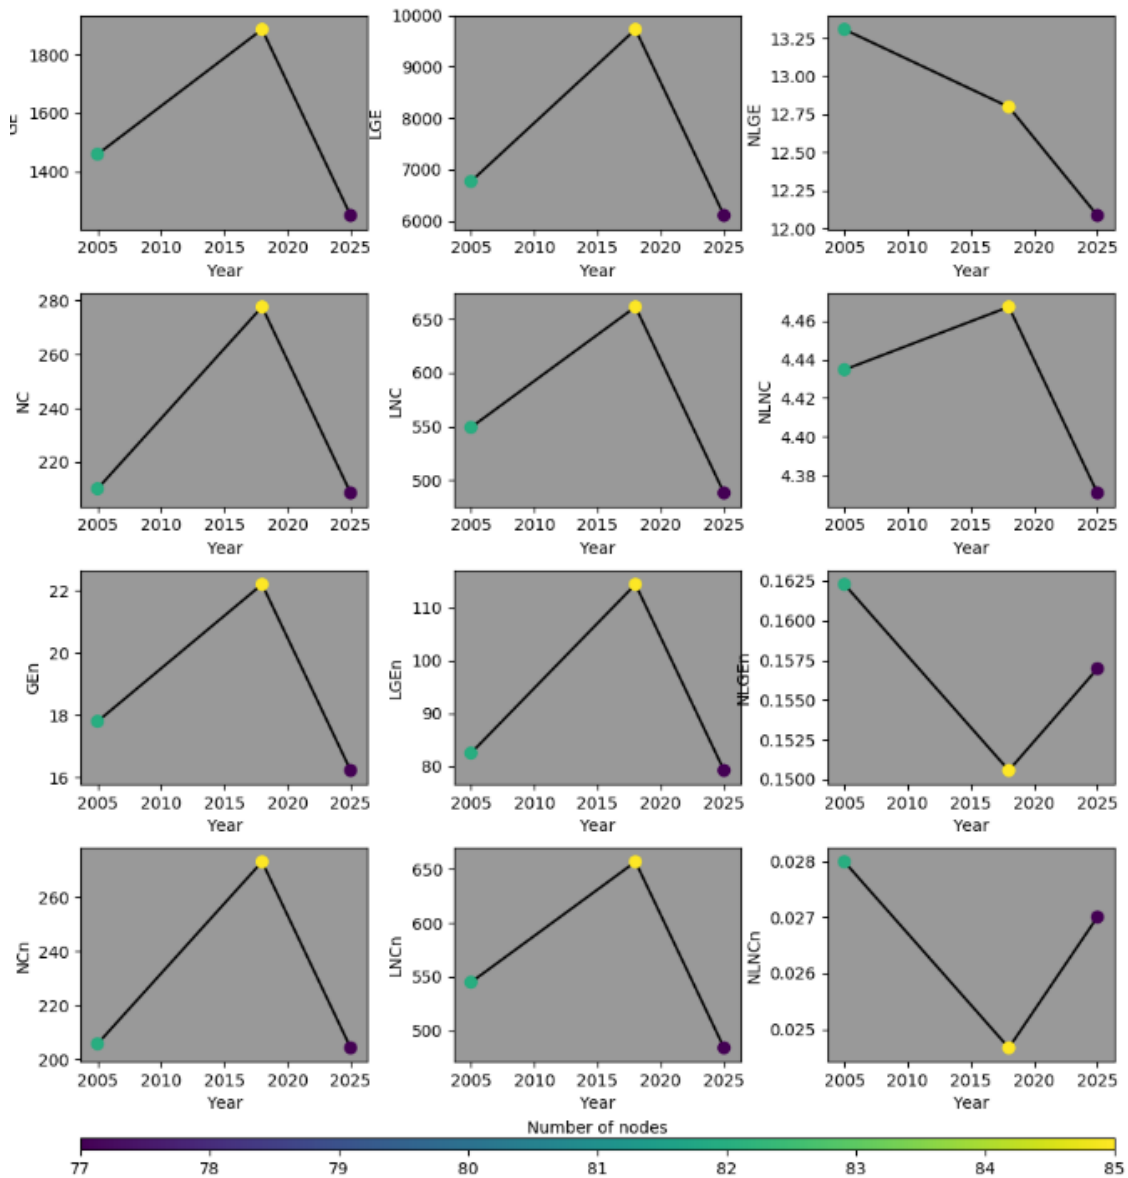 1800
1600
1400
GE
2005 2010 2015 2020 2025
Year
10000
9000
8000
7000
6000
LGE
2005 2010 2015 2020 2025
Year
13.25
13.00
12.75
12.50
12.25
12.00
NLGE
2005 2010 2015 2020 2025
Year
280
260
240
220
NC
2005 2010 2015 2020 2025
Year
650
600
550
500
LNC
2005 2010 2015 2020 2025
Year
4.46
4.44
4.42
4.40
4.38
NLNC
2005 2010 2015 2020 2025
Year
22
20
18
16
GEn
2005 2010 2015 2020 2025
Year
110
100
90
80
LGEn
2005 2010 2015 2020 2025
Year
0.1625
0.1600
0.1575
0.1550
0.1525
0.1500
NLGEn
2005 2010 2015 2020 2025
Year
260
240
220
200
NCn
2005 2010 2015 2020 2025
Year
650
600
550
500
LNCn
2005 2010 2015 2020 2025
Year
0.028
0.027
0.026
0.025
NLNCn
2005 2010 2015 2020 2025
Year
Number of nodes
77 78 79 80 81 82 83 84 85